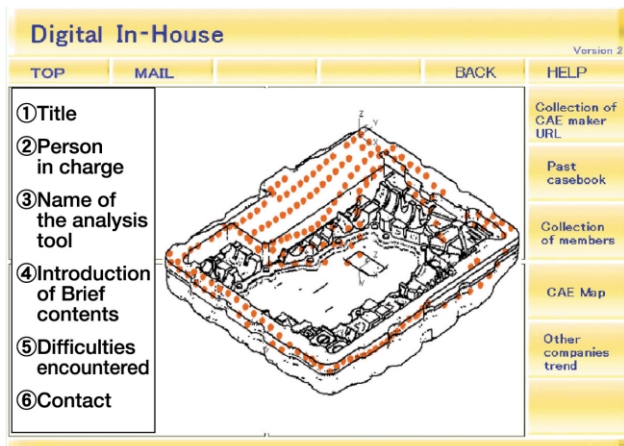 Digital In-House
Version 2
TOP MAIL BACK HELP
①Title
②Person
in charge
③Name of
the analysis
tool
④Introduction
of Brief
contents
⑤Difficulties
encountered
⑥Contact
Z
Y
X
Collection of
CAE maker
URL
Past
casebook
Collection
of members
CAE Map
Other
companies
trend